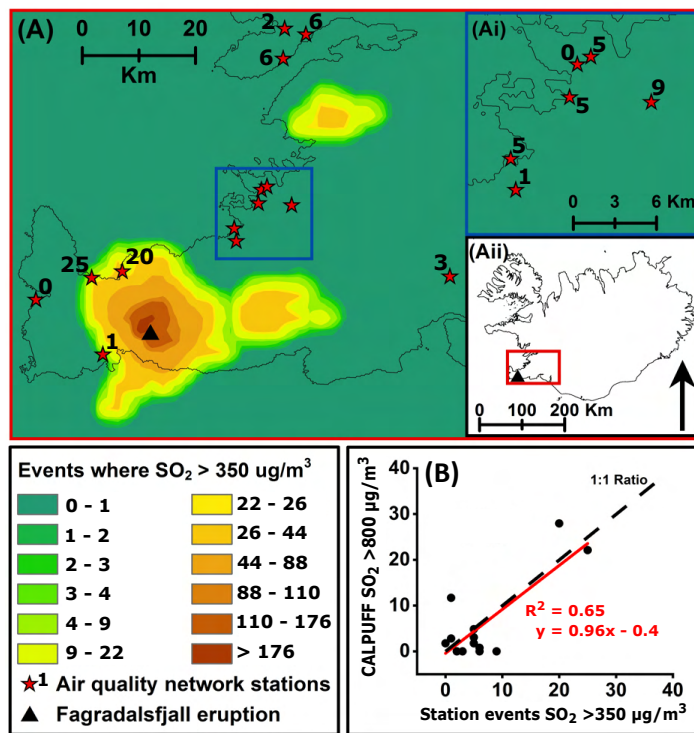 (A)
0 10 20
Km
2
6
6
25
20
0
1
3
(Ai)
0
5
9
5
5
1
0 3 6
Km
(Aii)
0 100 200 Km
Events where SO₂ > 350 ug/m³
0 - 1
1 - 2
2 - 3
3 - 4
4 - 9
9 - 22
22 - 26
26 - 44
44 - 88
88 - 110
110 - 176
> 176
1 Air quality network stations
Fagradalsfjall eruption
(B)
1:1 Ratio
CALPUFF SO₂ >800 µg/m³
40
30
20
10
0
R² = 0.65
y = 0.96x - 0.4
0 10 20 30 40
Station events SO₂ >350 µg/m³